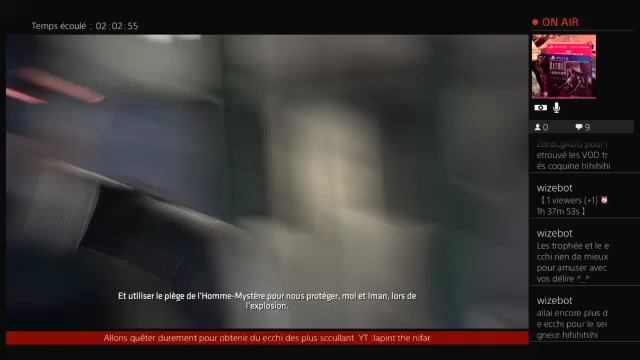 Temps écoulé : 02:02:55
ON AIR
0
9
etrouvé les VOD tr
és coquine hihihihi
wizebot
【 1 viewers (+1) ⏰
1h 37m 53s 】
wizebot
Les trophée et le e
cchi rien de mieux
pour amuser avec
vos délire ^_^
wizebot
allai encore plus d
e ecchi pour le sei
gneur hihihihihi
Et utiliser le piège de l'Homme-Mystère pour nous protéger, moi et Iman, lors de
l'explosion.
Allons quêter durement pour obtenir du ecchi des plus sccullant YT :lapint the nifar